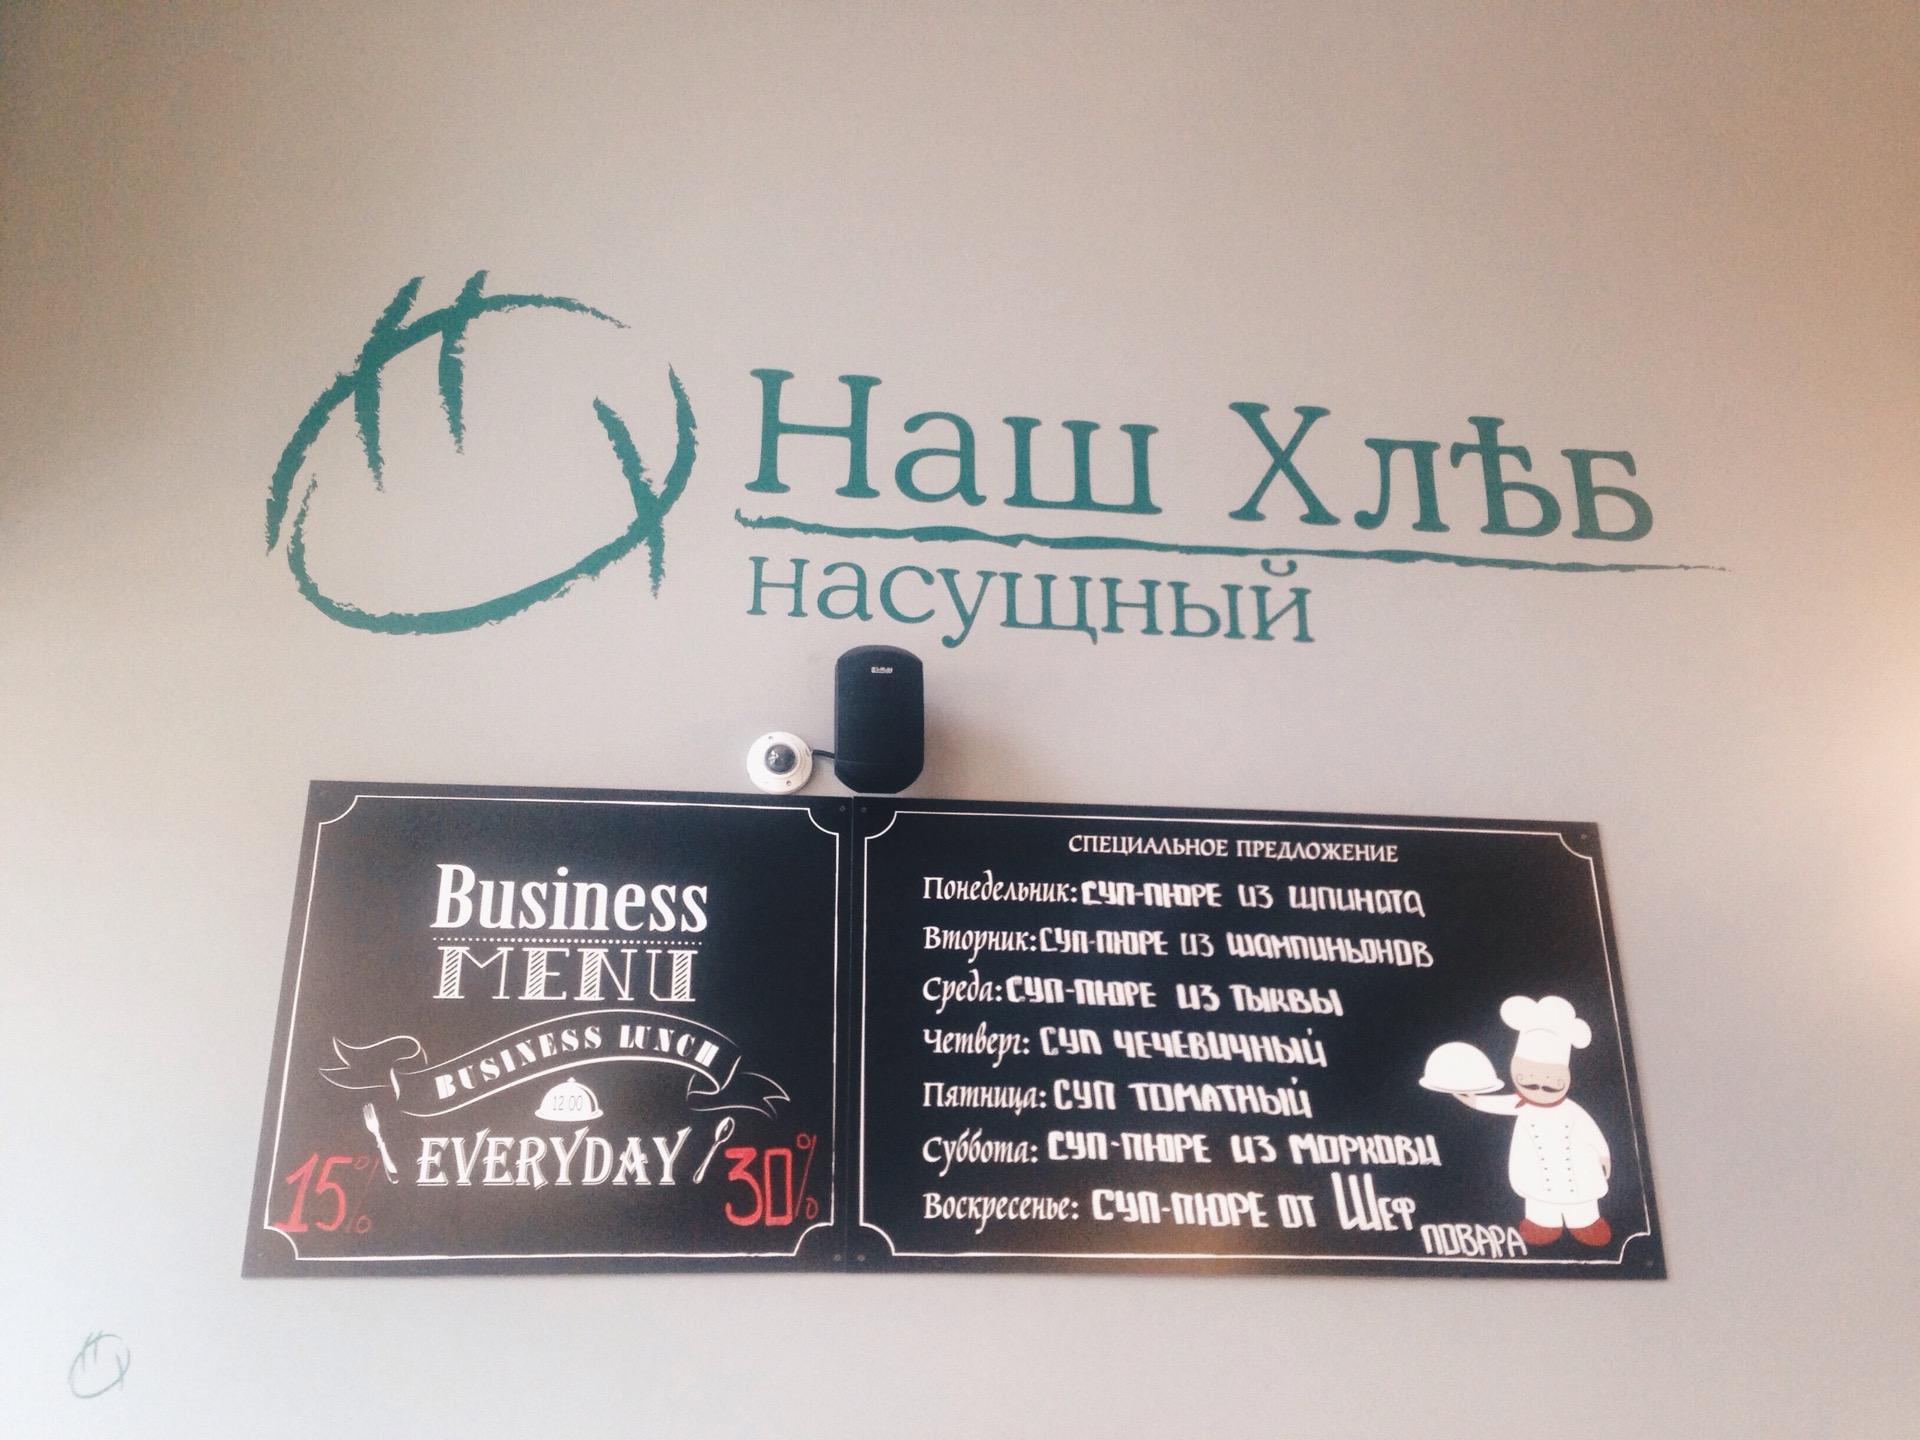 Наш Хлѣб
насущный
Business
MENU
BUSINESS LUNCH
12:00
EVERYDAY
15%
30%
СПЕЦИАЛЬНОЕ ПРЕДЛОЖЕНИЕ
Понедельник: СУП-ПЮРЕ ИЗ ШПИНАТА
Вторник: СУП-ПЮРЕ ИЗ ШАМПИНЬОНОВ
Среда: СУП-ПЮРЕ ИЗ ТЫКВЫ
Четверг: СУП ЧЕЧЕВИЧНЫЙ
Пятница: СУП ТОМАТНЫЙ
Суббота: СУП-ПЮРЕ ИЗ МОРКОВИ
Воскресенье: СУП-ПЮРЕ ОТ ШЕФ
ПОВАРА